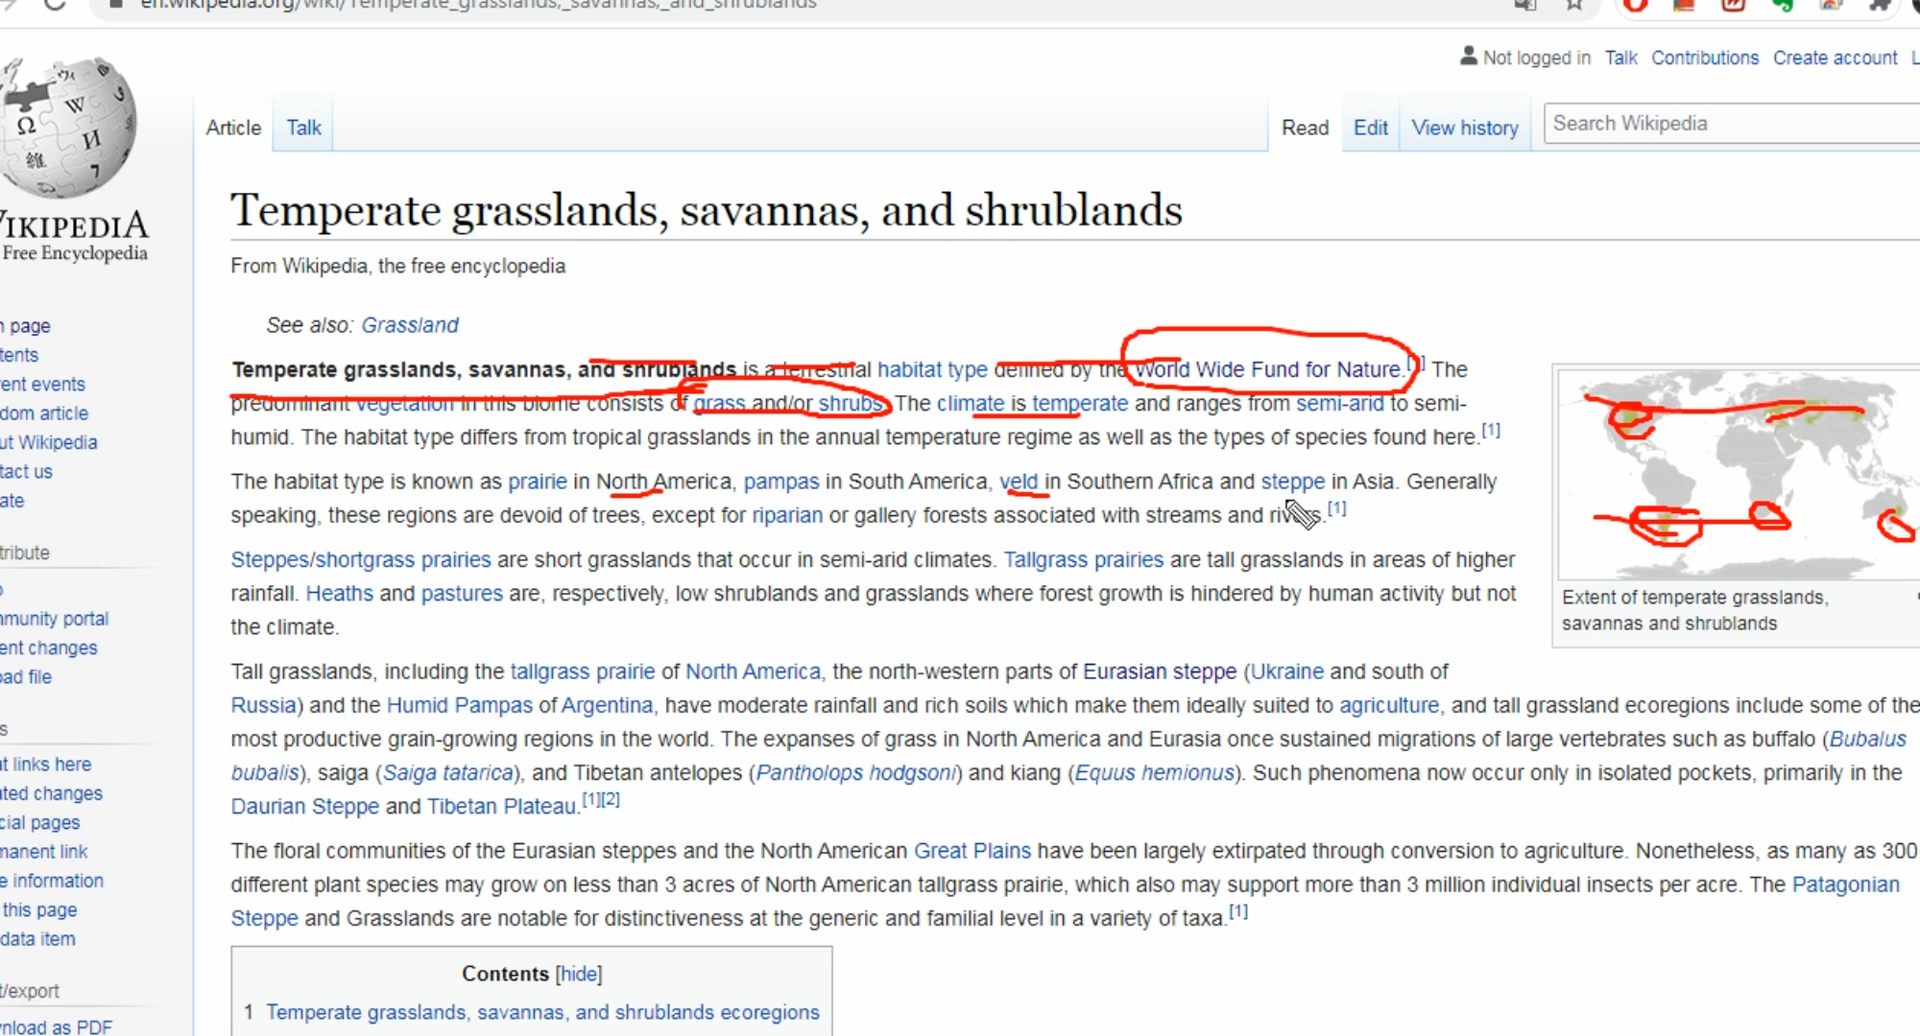 en.wikipedia.org/wiki/Temperate_grasslands,_savannas,_and_shrublands
Not logged in Talk Contributions Create account L
Article Talk Read Edit View history Search Wikipedia
WIKIPEDIA
Free Encyclopedia
n page
tents
rent events
dom article
ut Wikipedia
tact us
ate
tribute
munity portal
ent changes
oad file
s
t links here
ated changes
cial pages
manent link
e information
this page
data item
t/export
wnload as PDF
Temperate grasslands, savannas, and shrublands
From Wikipedia, the free encyclopedia
See also: Grassland
Temperate grasslands, savannas, and shrublands is a terrestrial habitat type defined by the World Wide Fund for Nature.[1] The
predominant vegetation in this biome consists of grass and/or shrubs. The climate is temperate and ranges from semi-arid to semi-
humid. The habitat type differs from tropical grasslands in the annual temperature regime as well as the types of species found here.[1]
The habitat type is known as prairie in North America, pampas in South America, veld in Southern Africa and steppe in Asia. Generally
speaking, these regions are devoid of trees, except for riparian or gallery forests associated with streams and rivers.[1]
Steppes/shortgrass prairies are short grasslands that occur in semi-arid climates. Tallgrass prairies are tall grasslands in areas of higher
rainfall. Heaths and pastures are, respectively, low shrublands and grasslands where forest growth is hindered by human activity but not
the climate.
Extent of temperate grasslands,
savannas and shrublands
Tall grasslands, including the tallgrass prairie of North America, the north-western parts of Eurasian steppe (Ukraine and south of
Russia) and the Humid Pampas of Argentina, have moderate rainfall and rich soils which make them ideally suited to agriculture, and tall grassland ecoregions include some of the
most productive grain-growing regions in the world. The expanses of grass in North America and Eurasia once sustained migrations of large vertebrates such as buffalo (Bubalus
bubalis), saiga (Saiga tatarica), and Tibetan antelopes (Pantholops hodgsoni) and kiang (Equus hemionus). Such phenomena now occur only in isolated pockets, primarily in the
Daurian Steppe and Tibetan Plateau.[1][2]
The floral communities of the Eurasian steppes and the North American Great Plains have been largely extirpated through conversion to agriculture. Nonetheless, as many as 300
different plant species may grow on less than 3 acres of North American tallgrass prairie, which also may support more than 3 million individual insects per acre. The Patagonian
Steppe and Grasslands are notable for distinctiveness at the generic and familial level in a variety of taxa.[1]
Contents [hide]
1 Temperate grasslands, savannas, and shrublands ecoregions